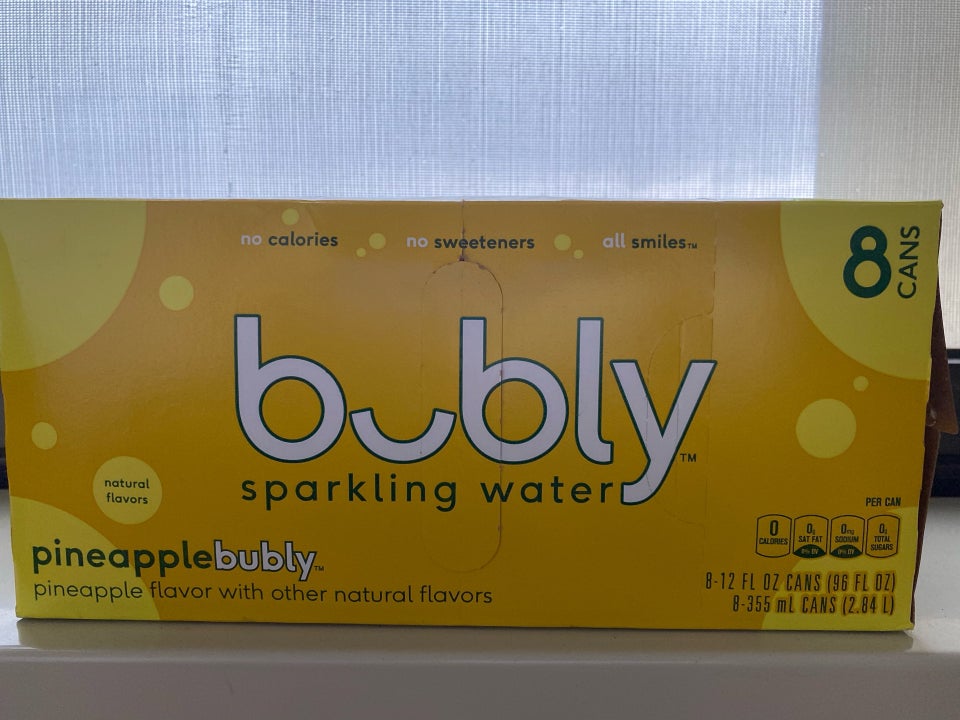 no calories
no sweeteners
all smiles™
8
CANS
bubly™
sparkling water
natural
flavors
pineapplebubly™
pineapple flavor with other natural flavors
PER CAN
0
CALORIES
0g
SAT FAT
0% DV
0mg
SODIUM
0% DV
0g
TOTAL
SUGARS
8-12 FL OZ CANS (96 FL OZ)
8-355 mL CANS (2.84 L)